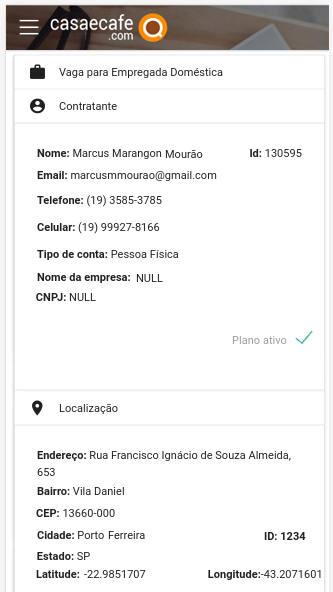 casaecafe
.com
Vaga para Empregada Doméstica
Contratante
Nome: Marcus Marangon Mourão Id: 130595
Email: marcusmmourao@gmail.com
Telefone: (19) 3585-3785
Celular: (19) 99927-8166
Tipo de conta: Pessoa Física
Nome da empresa: NULL
CNPJ: NULL
Plano ativo
Localização
Endereço: Rua Francisco Ignácio de Souza Almeida,
653
Bairro: Vila Daniel
CEP: 13660-000
Cidade: Porto Ferreira ID: 1234
Estado: SP
Latitude: -22.9851707 Longitude:-43.2071601